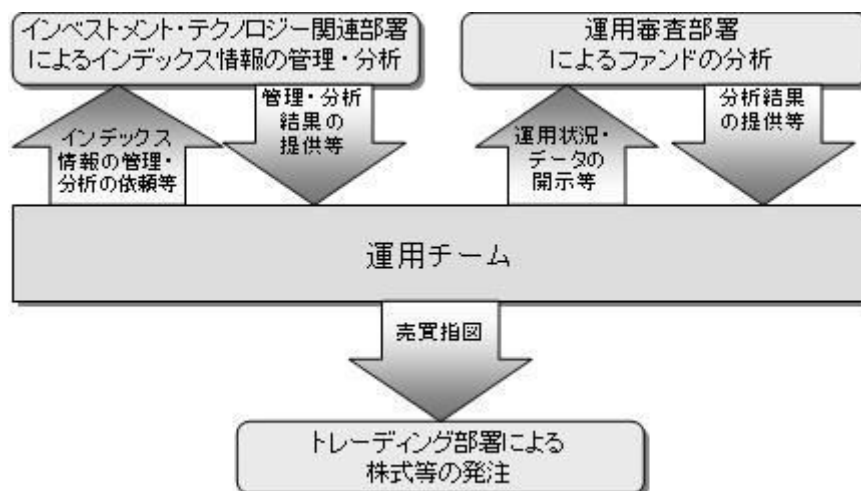 インベストメント・テクノロジー関連部署
によるインデックス情報の管理・分析
運用審査部署
によるファンドの分析
インデックス
情報の管理・
分析の依頼等
管理・分析
結果の
提供等
運用状況・
データの
開示等
分析結果
の提供等
運用チーム
売買指図
トレーディング部署による
株式等の発注